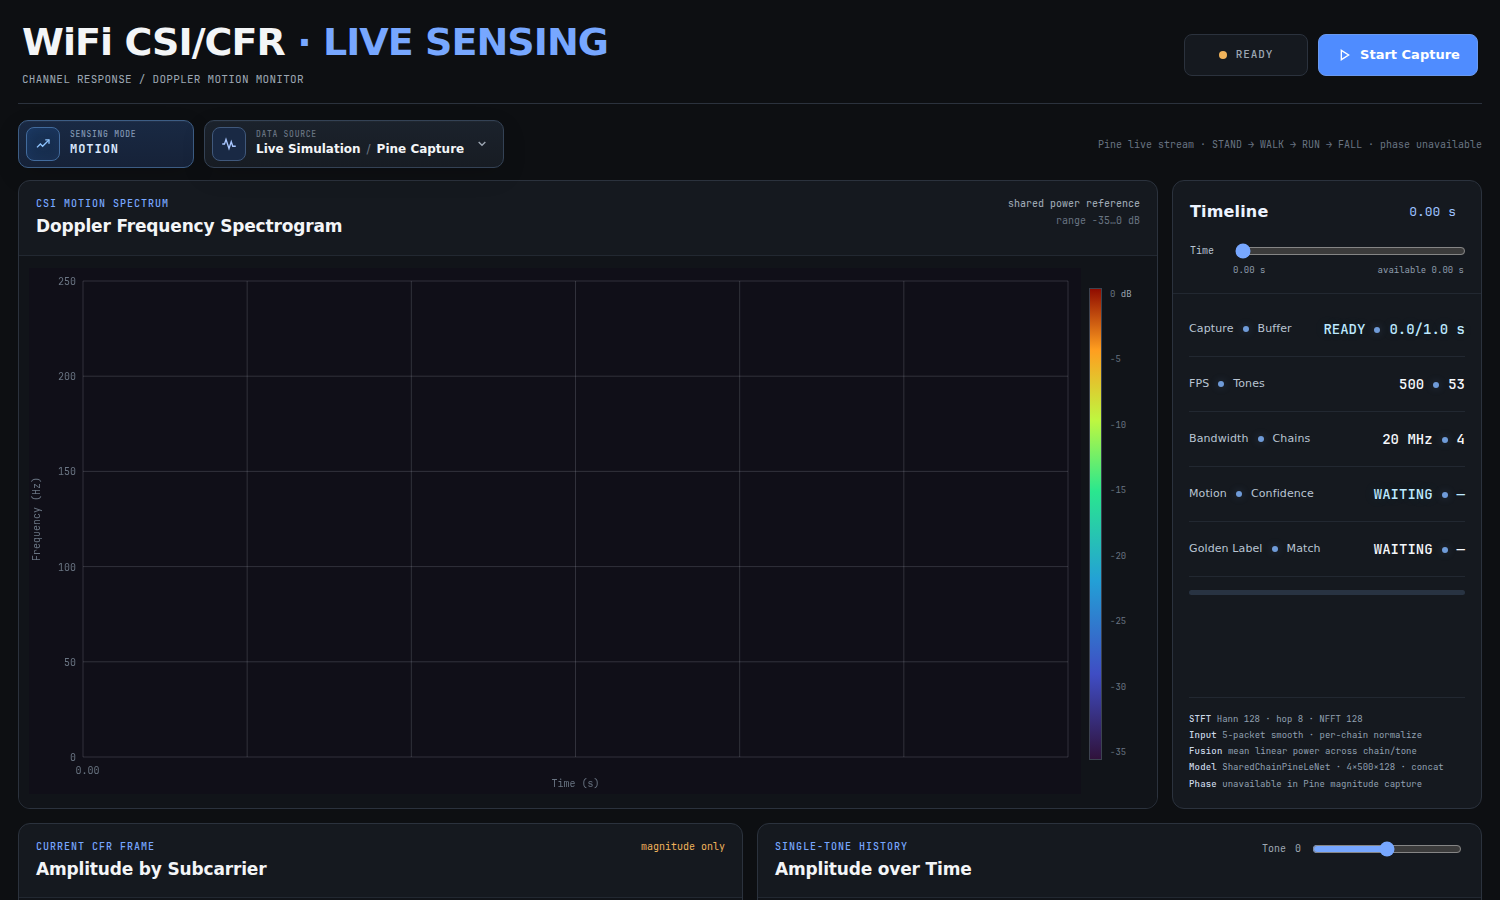 WiFi CSI/CFR · LIVE SENSING
CHANNEL RESPONSE / DOPPLER MOTION MONITOR
READY
Start Capture
SENSING MODE
MOTION
DATA SOURCE
Live Simulation / Pine Capture
Pine live stream · STAND → WALK → RUN → FALL · phase unavailable
CSI MOTION SPECTRUM
Doppler Frequency Spectrogram
shared power reference
range -35…0 dB
250
200
150
100
50
0
0.00
Frequency (Hz)
Time (s)
0 dB
-5
-10
-15
-20
-25
-30
-35
Timeline
0.00 s
Time
0.00 s
available 0.00 s
Capture ● Buffer
READY ● 0.0/1.0 s
FPS ● Tones
500 ● 53
Bandwidth ● Chains
20 MHz ● 4
Motion ● Confidence
WAITING ● —
Golden Label ● Match
WAITING ● —
STFT Hann 128 · hop 8 · NFFT 128
Input 5-packet smooth · per-chain normalize
Fusion mean linear power across chain/tone
Model SharedChainPineLeNet · 4×500×128 · concat
Phase unavailable in Pine magnitude capture
CURRENT CFR FRAME
Amplitude by Subcarrier
magnitude only
SINGLE-TONE HISTORY
Amplitude over Time
Tone 0